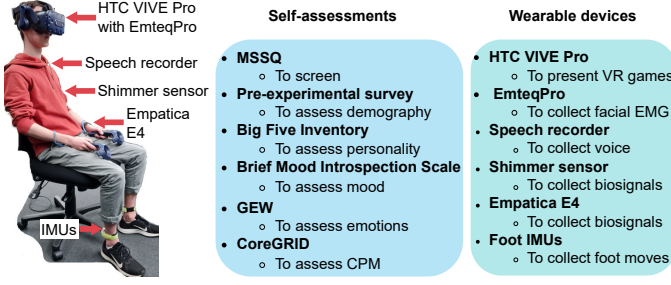 HTC VIVE Pro
with EmteqPro
Speech recorder
Shimmer sensor
Empatica
E4
IMUs
Self-assessments
• MSSQ
○ To screen
• Pre-experimental survey
○ To assess demography
• Big Five Inventory
○ To assess personality
• Brief Mood Introspection Scale
○ To assess mood
• GEW
○ To assess emotions
• CoreGRID
○ To assess CPM
Wearable devices
• HTC VIVE Pro
○ To present VR games
• EmteqPro
○ To collect facial EMG
• Speech recorder
○ To collect voice
• Shimmer sensor
○ To collect biosignals
• Empatica E4
○ To collect biosignals
• Foot IMUs
○ To collect foot moves